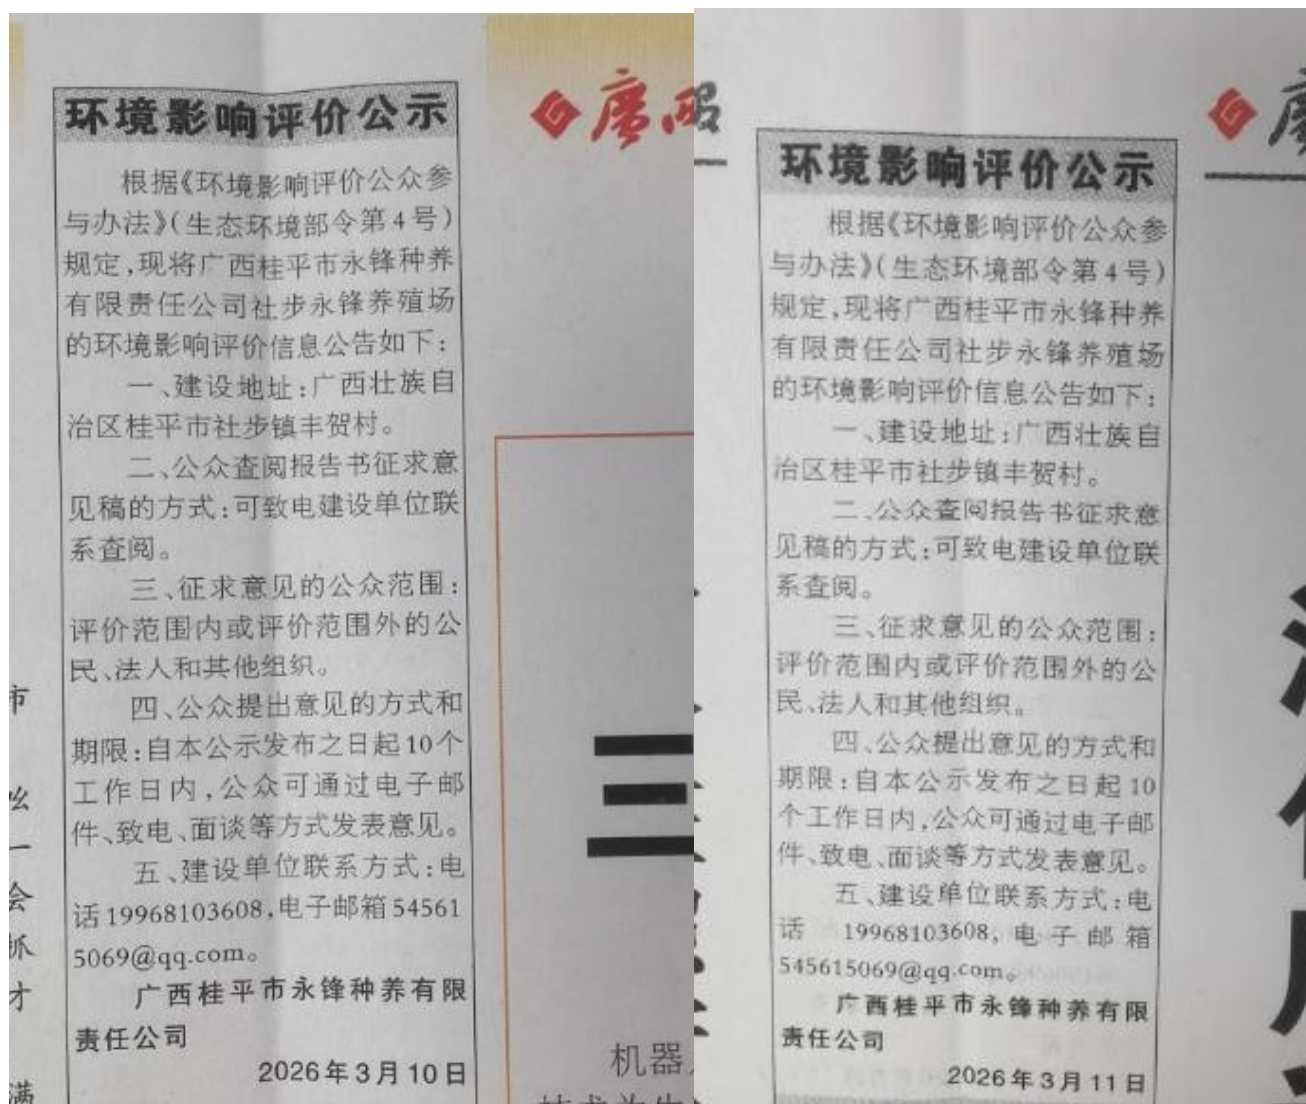 环境影响评价公示
根据《环境影响评价公众参
与办法》(生态环境部令第4号)
规定,现将广西桂平市永锋种养
有限责任公司社步永锋养殖场
的环境影响评价信息公告如下:
一、建设地址:广西壮族自
治区桂平市社步镇丰贺村。
二、公众查阅报告书征求意
见稿的方式:可致电建设单位联
系查阅。
三、征求意见的公众范围:
评价范围内或评价范围外的公
民、法人和其他组织。
四、公众提出意见的方式和
期限:自本公示发布之日起10个
工作日内,公众可通过电子邮
件、致电、面谈等方式发表意见。
五、建设单位联系方式:电
话19968103608,电子邮箱54561
5069@qq.com。
广西桂平市永锋种养有限
责任公司
2026年3月10日
市
一
会
抓
才
满
廣西
三
机器
环境影响评价公示
根据《环境影响评价公众参
与办法》(生态环境部令第4号)
规定,现将广西桂平市永锋种养
有限责任公司社步永锋养殖场
的环境影响评价信息公告如下:
一、建设地址:广西壮族自
治区桂平市社步镇丰贺村。
二、公众查阅报告书征求意
见稿的方式:可致电建设单位联
系查阅。
三、征求意见的公众范围:
评价范围内或评价范围外的公
民、法人和其他组织。
四、公众提出意见的方式和
期限:自本公示发布之日起10
个工作日内,公众可通过电子邮
件、致电、面谈等方式发表意见。
五、建设单位联系方式:电
话 19968103608,电子邮箱
545615069@qq.com。
广西桂平市永锋种养有限
责任公司
2026年3月11日